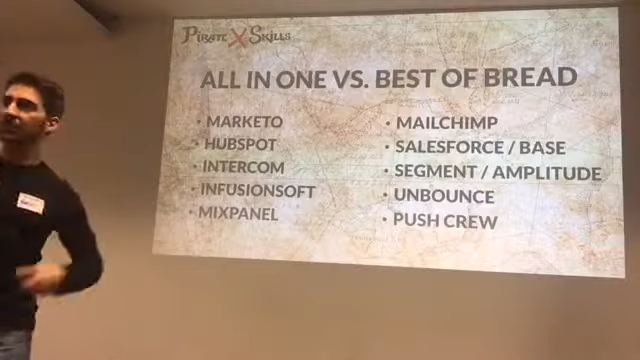 PIRATE X SKILLS
ALL IN ONE VS. BEST OF BREAD
• MARKETO
• HUBSPOT
• INTERCOM
• INFUSIONSOFT
• MIXPANEL
• MAILCHIMP
• SALESFORCE / BASE
• SEGMENT / AMPLITUDE
• UNBOUNCE
• PUSH CREW